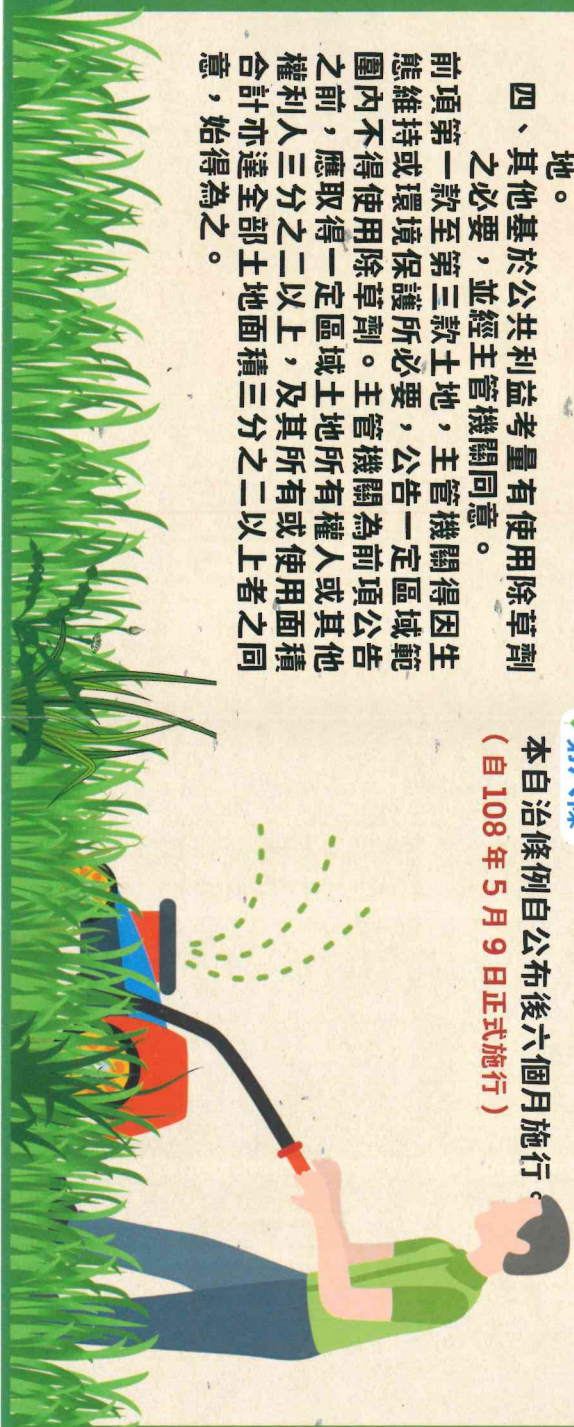 地。
四、其他基於公共利益考量有使用除草劑
之必要，並經主管機關同意。
前項第一款至第三款土地，主管機關得因生
態維持或環境保護所必要，公告一定區域範
圍內不得使用除草劑。主管機關為前項公告
之前，應取得一定區域土地所有權人或其他
權利人三分之二以上，及其所有或使用面積
合計亦達全部土地面積三分之二以上者之同
意，始得為之。
本自治條例自公布後六個月施行。
（自 108 年 5 月 9 日正式施行）